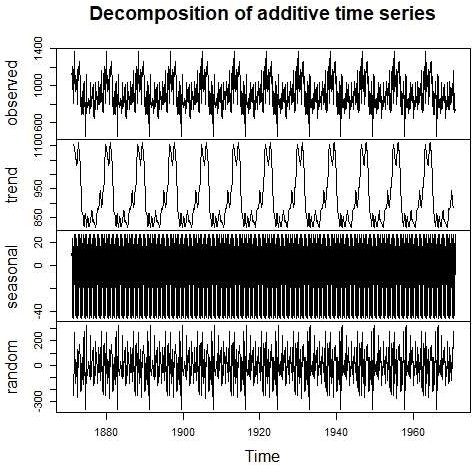 Decomposition of additive time series
observed
600 1000 1400
trend
850 950 1100
seasonal
-40 0 20
random
-300 0 200
1880 1900 1920 1940 1960
Time